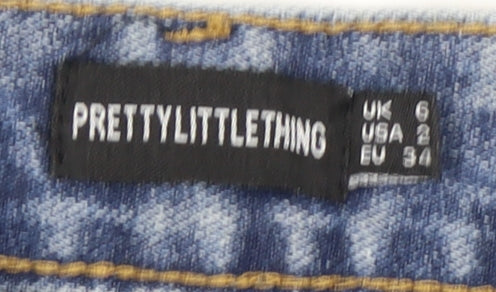 PRETTYLITTLETHING
UK 6
USA 2
EU 34